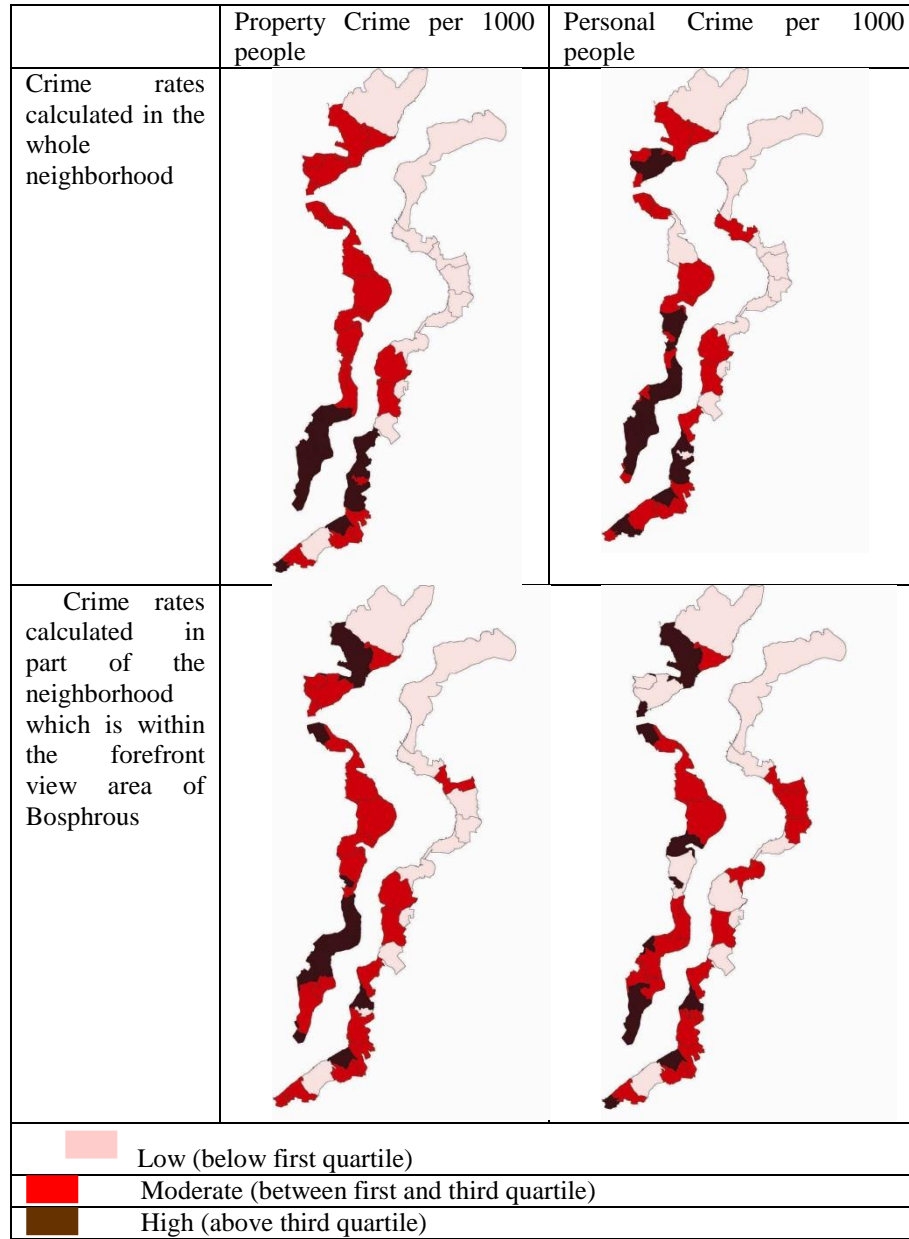 Property Crime per 1000
people
Personal Crime per 1000
people
Crime rates
calculated in the
whole
neighborhood
Crime rates
calculated in
part of the
neighborhood
which is within
the forefront
view area of
Bosphrous
Low (below first quartile)
Moderate (between first and third quartile)
High (above third quartile)